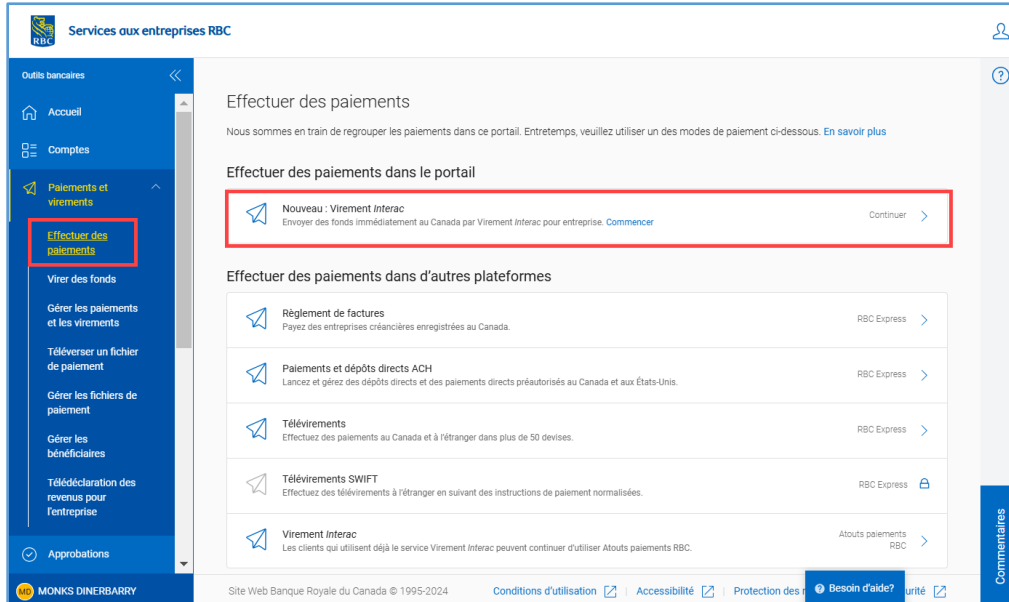 RBC
Services aux entreprises RBC
Outils bancaires
Accueil
Comptes
Paiements et
virements
Effectuer des
paiements
Virer des fonds
Gérer les paiements
et les virements
Téléverser un fichier
de paiement
Gérer les fichiers de
paiement
Gérer les
bénéficiaires
Télédéclaration des
revenus pour
l'entreprise
Approbations
MD MONKS DINERBARRY
Effectuer des paiements
Nous sommes en train de regrouper les paiements dans ce portail. Entretemps, veuillez utiliser un des modes de paiement ci-dessous. En savoir plus
Effectuer des paiements dans le portail
Nouveau : Virement Interac
Envoyer des fonds immédiatement au Canada par Virement Interac pour entreprise. Commencer
Continuer
Effectuer des paiements dans d'autres plateformes
Règlement de factures
Payez des entreprises créancières enregistrées au Canada.
RBC Express
Paiements et dépôts directs ACH
Lancez et gérez des dépôts directs et des paiements directs préautorisés au Canada et aux États-Unis.
RBC Express
Télévirements
Effectuez des paiements au Canada et à l'étranger dans plus de 50 devises.
RBC Express
Télévirements SWIFT
Effectuez des télévirements à l'étranger en suivant des instructions de paiement normalisées.
RBC Express
Virement Interac
Les clients qui utilisent déjà le service Virement Interac peuvent continuer d'utiliser Atouts paiements RBC.
Atouts paiements
RBC
Site Web Banque Royale du Canada © 1995-2024
Conditions d'utilisation | Accessibilité | Protection des
Besoin d'aide?
urité
Commentaires